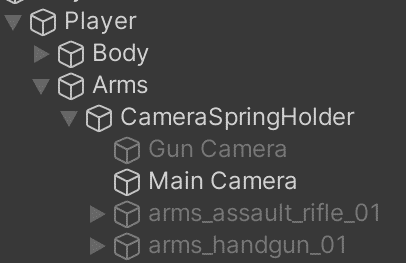 Player
Body
Arms
CameraSpringHolder
Gun Camera
Main Camera
arms_assault_rifle_01
arms_handgun_01